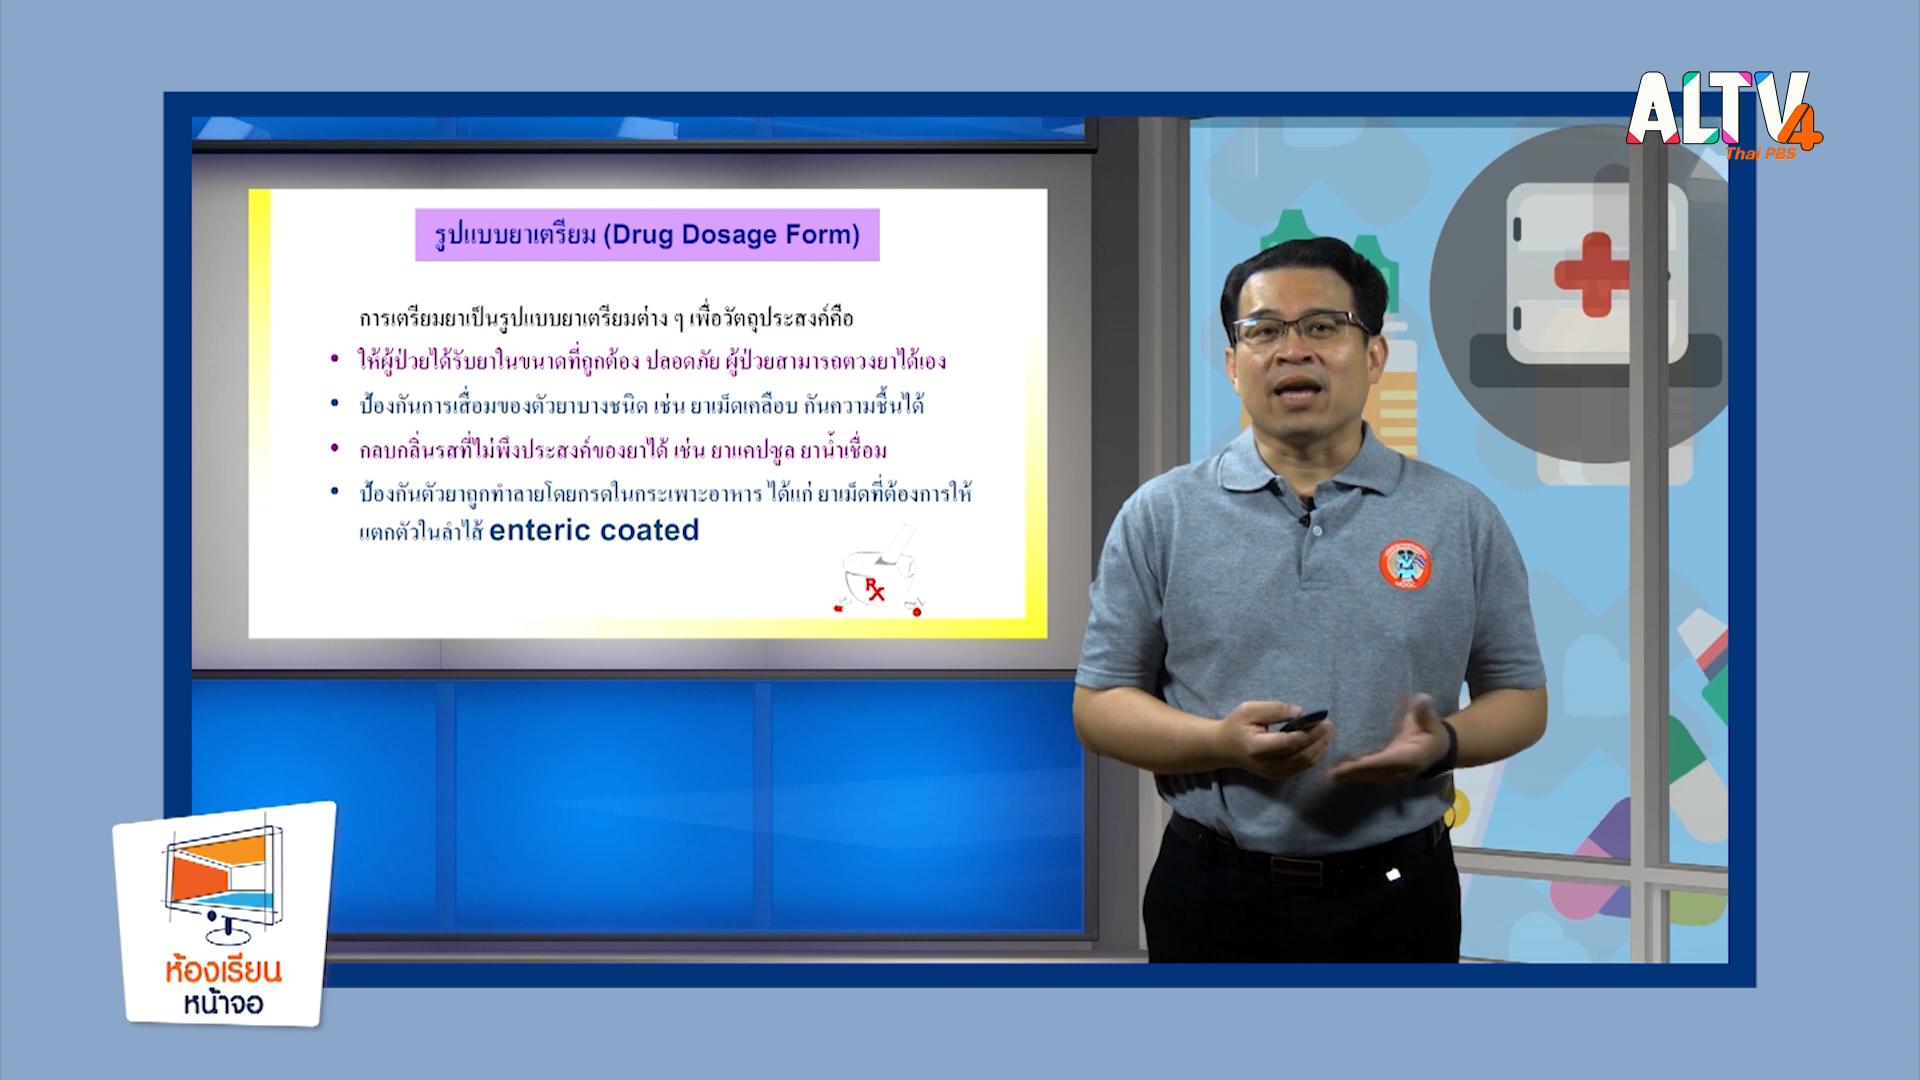 ALTV4
Thai PBS
รูปแบบยาเตรียม (Drug Dosage Form)
การเตรียมยาเป็นรูปแบบยาเตรียมต่าง ๆ เพื่อวัตถุประสงค์คือ
• ให้ผู้ป่วยได้รับยาในขนาดที่ถูกต้อง ปลอดภัย ผู้ป่วยสามารถตวงยาได้เอง
• ป้องกันการเสื่อมของตัวยาบางชนิด เช่น ยาเม็ดเคลือบ กันความชื้นได้
• กลบกลิ่นรสที่ไม่พึงประสงค์ของยาได้ เช่น ยาแคปซูล ยาน้ำเชื่อม
• ป้องกันตัวยาถูกทำลายโดยกรดในกระเพาะอาหาร ได้แก่ ยาเม็ดที่ต้องการให้
แตกตัวในลำไส้ enteric coated
RX
ห้องเรียน
หน้าจอ